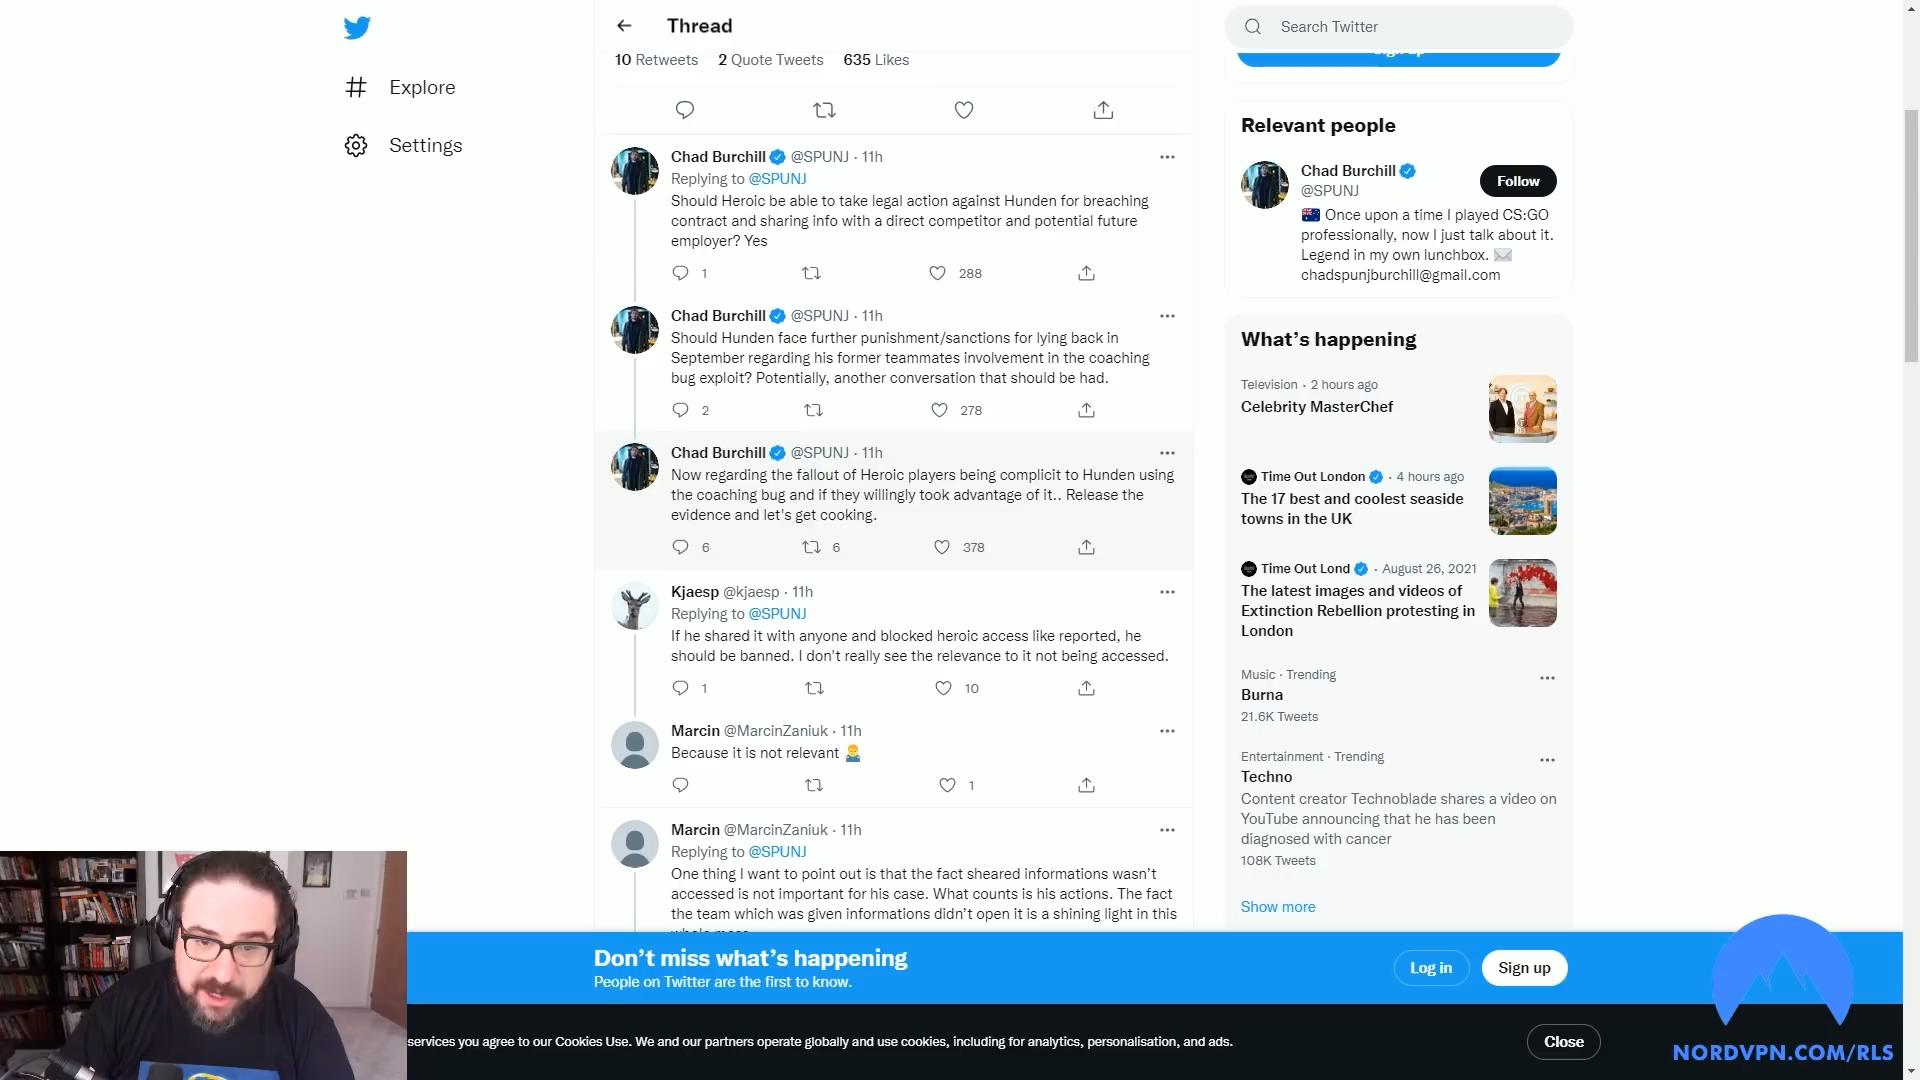 Thread
Search Twitter
10 Retweets 2 Quote Tweets 635 Likes
Explore
Settings
Chad Burchill @SPUNJ · 11h
Replying to @SPUNJ
Should Heroic be able to take legal action against Hunden for breaching
contract and sharing info with a direct competitor and potential future
employer? Yes
1 288
Chad Burchill @SPUNJ · 11h
Should Hunden face further punishment/sanctions for lying back in
September regarding his former teammates involvement in the coaching
bug exploit? Potentially, another conversation that should be had.
2 278
Chad Burchill @SPUNJ · 11h
Now regarding the fallout of Heroic players being complicit to Hunden using
the coaching bug and if they willingly took advantage of it.. Release the
evidence and let's get cooking.
6 6 378
Kjaesp @kjaesp · 11h
Replying to @SPUNJ
If he shared it with anyone and blocked heroic access like reported, he
should be banned. I don't really see the relevance to it not being accessed.
1 10
Marcin @MarcinZaniuk · 11h
Because it is not relevant
1
Marcin @MarcinZaniuk · 11h
Replying to @SPUNJ
One thing I want to point out is that the fact sheared informations wasn't
accessed is not important for his case. What counts is his actions. The fact
the team which was given informations didn't open it is a shining light in this
Relevant people
Chad Burchill
@SPUNJ
Follow
Once upon a time I played CS:GO
professionally, now I just talk about it.
Legend in my own lunchbox.
chadspunjburchill@gmail.com
What's happening
Television · 2 hours ago
Celebrity MasterChef
Time Out London · 4 hours ago
The 17 best and coolest seaside
towns in the UK
Time Out Lond · August 26, 2021
The latest images and videos of
Extinction Rebellion protesting in
London
Music · Trending
Burna
21.6K Tweets
Entertainment · Trending
Techno
Content creator Technoblade shares a video on
YouTube announcing that he has been
diagnosed with cancer
108K Tweets
Show more
Don't miss what's happening
People on Twitter are the first to know.
Log in
Sign up
services you agree to our Cookies Use. We and our partners operate globally and use cookies, including for analytics, personalisation, and ads.
Close
NORDVPN.COM/RLS